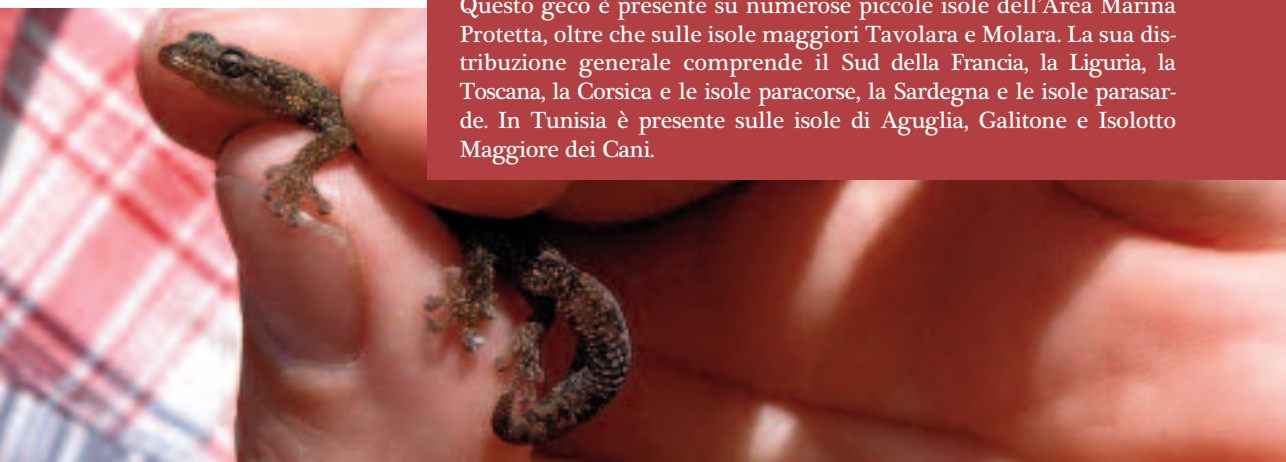 Questo geco è presente su numerose piccole isole dell'Area Marina
Protetta, oltre che sulle isole maggiori Tavolara e Molara. La sua dis-
tribuzione generale comprende il Sud della Francia, la Liguria, la
Toscana, la Corsica e le isole paracorse, la Sardegna e le isole parasar-
de. In Tunisia è presente sulle isole di Aguglia, Galitone e Isolotto
Maggiore dei Cani.